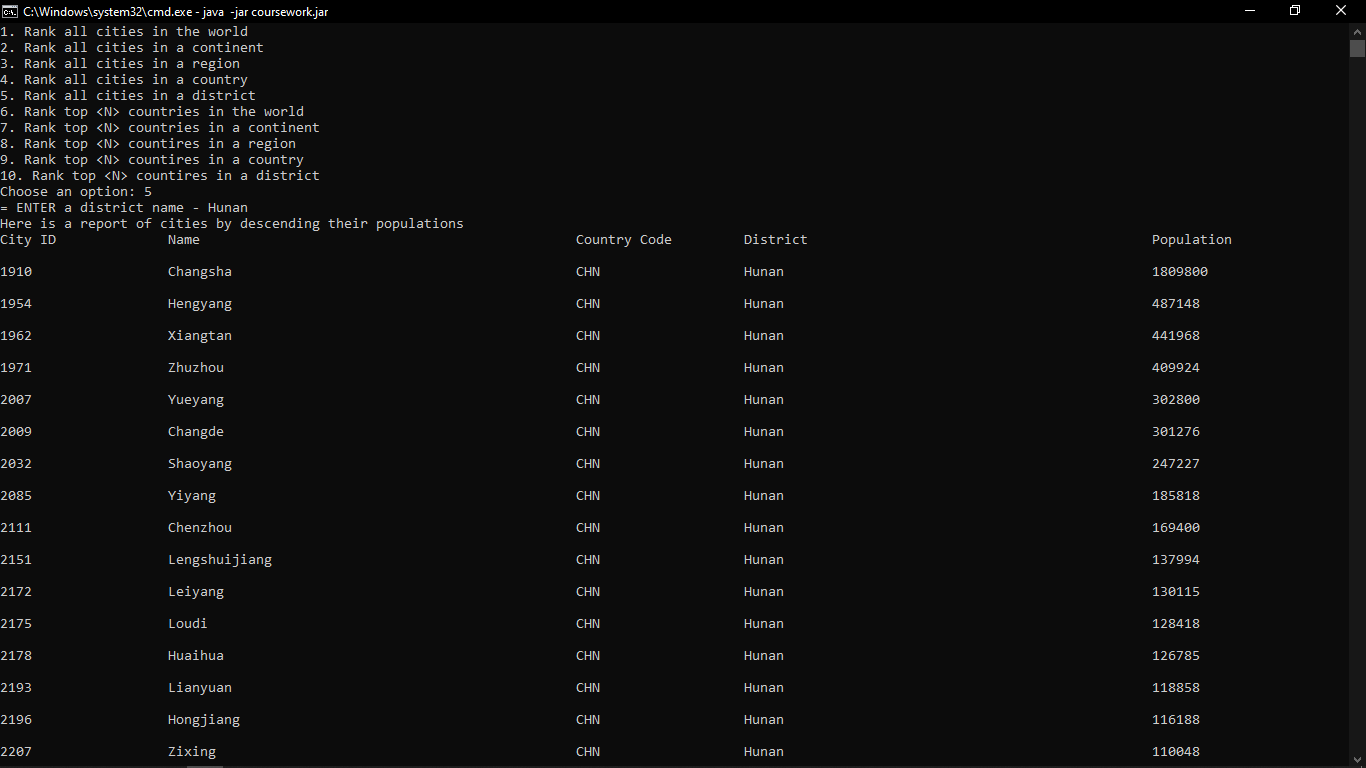 C:\Windows\system32\cmd.exe - java -jar coursework.jar
1. Rank all cities in the world
2. Rank all cities in a continent
3. Rank all cities in a region
4. Rank all cities in a country
5. Rank all cities in a district
6. Rank top <N> countries in the world
7. Rank top <N> countries in a continent
8. Rank top <N> countires in a region
9. Rank top <N> countires in a country
10. Rank top <N> countires in a district
Choose an option: 5
= ENTER a district name - Hunan
Here is a report of cities by descending their populations
City ID Name Country Code District Population
1910 Changsha CHN Hunan 1809800
1954 Hengyang CHN Hunan 487148
1962 Xiangtan CHN Hunan 441968
1971 Zhuzhou CHN Hunan 409924
2007 Yueyang CHN Hunan 302800
2009 Changde CHN Hunan 301276
2032 Shaoyang CHN Hunan 247227
2085 Yiyang CHN Hunan 185818
2111 Chenzhou CHN Hunan 169400
2151 Lengshuijiang CHN Hunan 137994
2172 Leiyang CHN Hunan 130115
2175 Loudi CHN Hunan 128418
2178 Huaihua CHN Hunan 126785
2193 Lianyuan CHN Hunan 118858
2196 Hongjiang CHN Hunan 116188
2207 Zixing CHN Hunan 110048